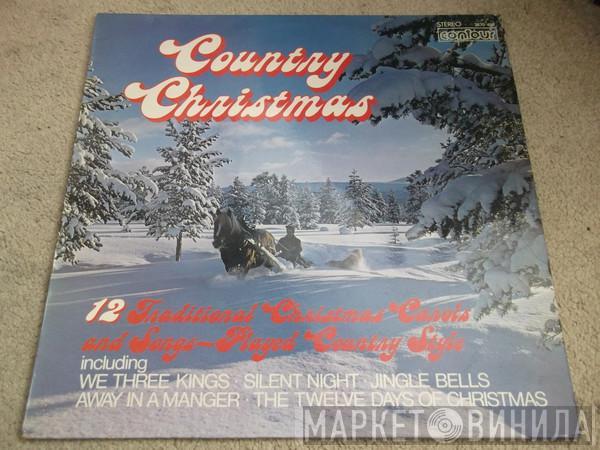 STEREO
contour
Country
Christmas
12 Traditional Christmas Carols
and Songs—Played Country Style
including
WE THREE KINGS · SILENT NIGHT · JINGLE BELLS
AWAY IN A MANGER · THE TWELVE DAYS OF CHRISTMAS
МАРКЕТ ВИНИЛА